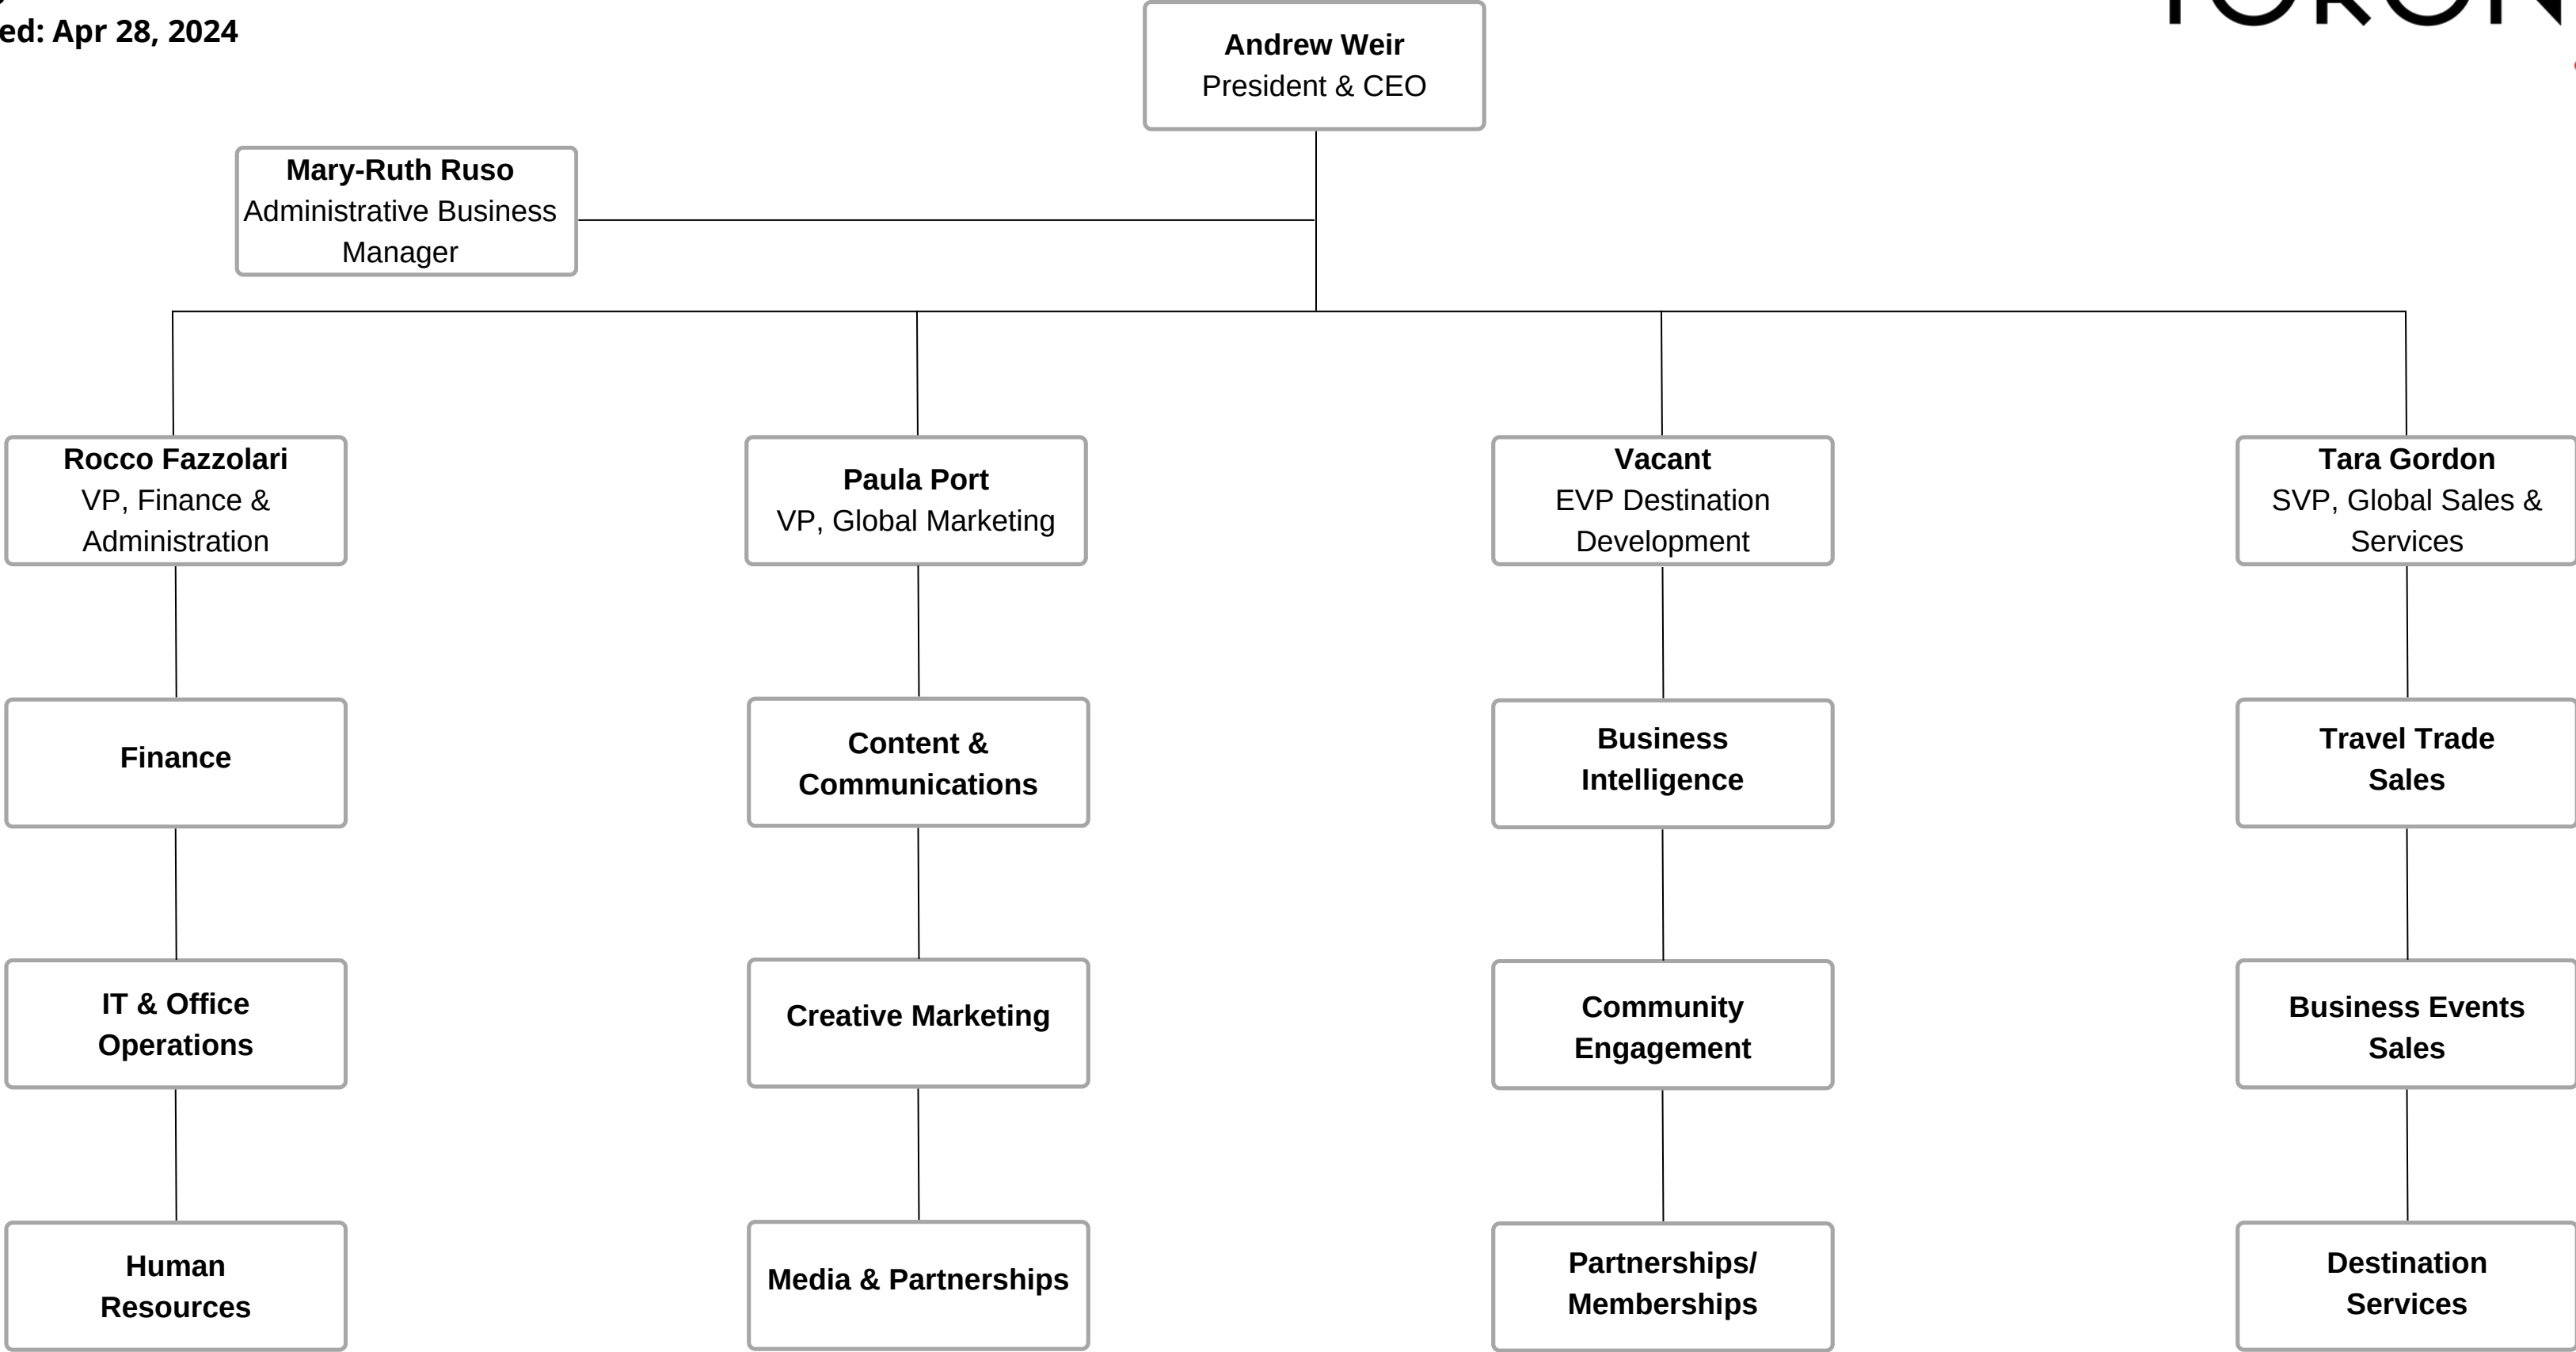 ed: Apr 28, 2024
TORON
Andrew Weir
President & CEO
Mary-Ruth Ruso
Administrative Business
Manager
Rocco Fazzolari
VP, Finance &
Administration
Paula Port
VP, Global Marketing
Vacant
EVP Destination
Development
Tara Gordon
SVP, Global Sales &
Services
Finance
Content &
Communications
Business
Intelligence
Travel Trade
Sales
IT & Office
Operations
Creative Marketing
Community
Engagement
Business Events
Sales
Human
Resources
Media & Partnerships
Partnerships/
Memberships
Destination
Services